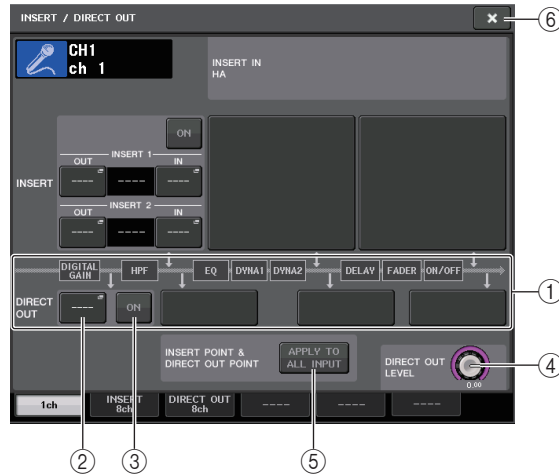 INSERT / DIRECT OUT
⑥
CH1
ch 1
INSERT IN
HA
ON
INSERT 1
OUT IN
---- ---- ----
INSERT
INSERT 2
OUT IN
---- ---- ----
DIGITAL GAIN HPF EQ DYNA1 DYNA2 DELAY FADER ON/OFF
①
DIRECT OUT
---- ON
INSERT POINT &
DIRECT OUT POINT
APPLY TO
ALL INPUT
DIRECT OUT
LEVEL
0.00
④
1ch
INSERT
8ch
DIRECT OUT
8ch
---- ---- ----
② ③ ⑤